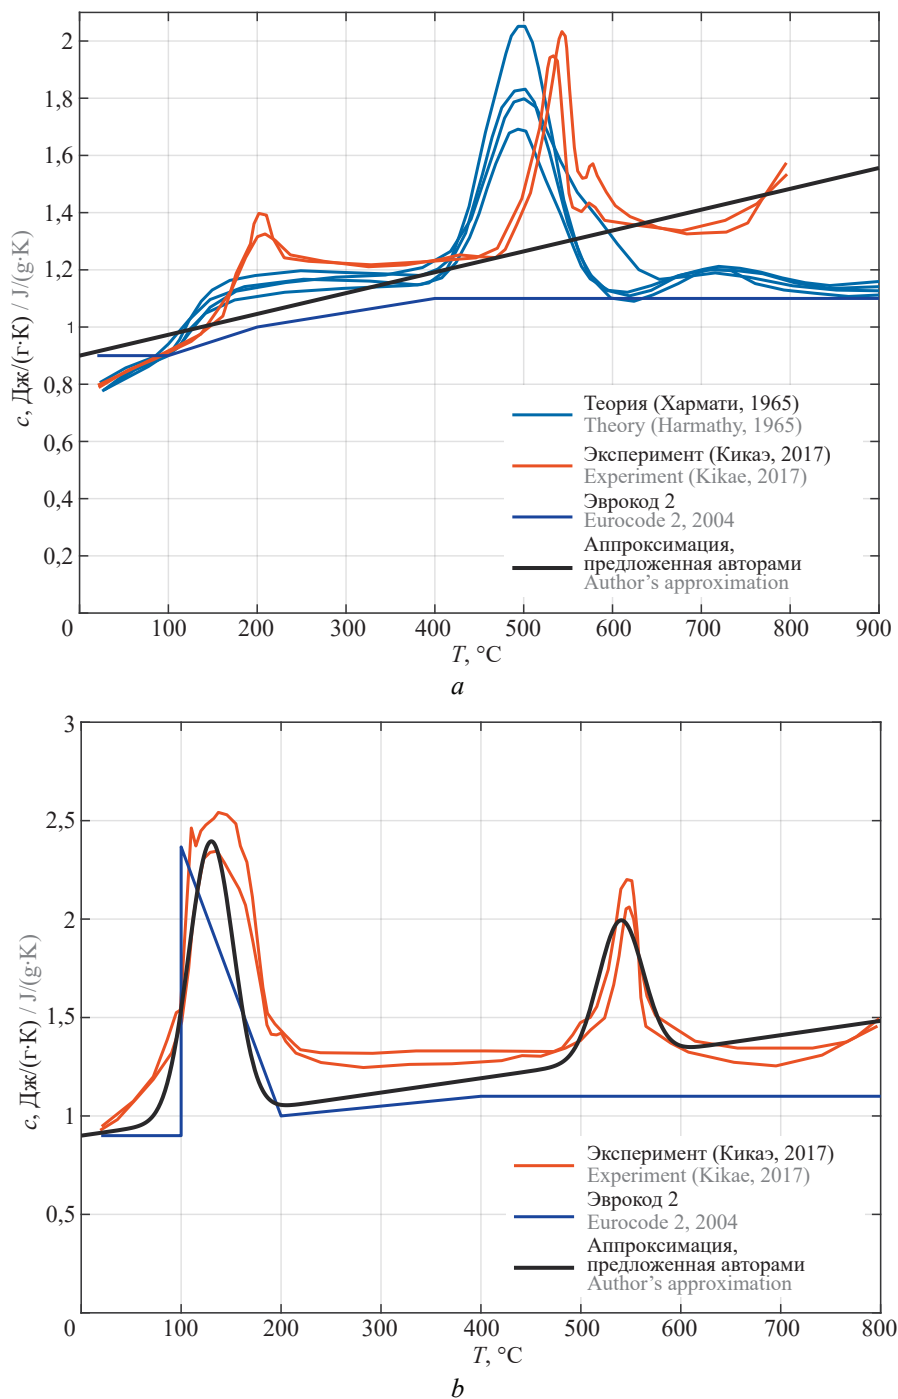 2
1,8
1,6
1,4
1,2
1
0,8
0,6
0,4
0,2
c, Дж/(г·К) / J/(g·K)
Теория (Хармати, 1965)
Theory (Harmathy, 1965)
Эксперимент (Кикаэ, 2017)
Experiment (Kikae, 2017)
Эврокод 2
Eurocode 2, 2004
Аппроксимация,
предложенная авторами
Author’s approximation
0 100 200 300 400 500 600 700 800 900
T, °C
a
3
2,5
2
1,5
1
0,5
c, Дж/(г·К) / J/(g·K)
Эксперимент (Кикаэ, 2017)
Experiment (Kikae, 2017)
Эврокод 2
Eurocode 2, 2004
Аппроксимация,
предложенная авторами
Author’s approximation
0 100 200 300 400 500 600 700 800
T, °C
b